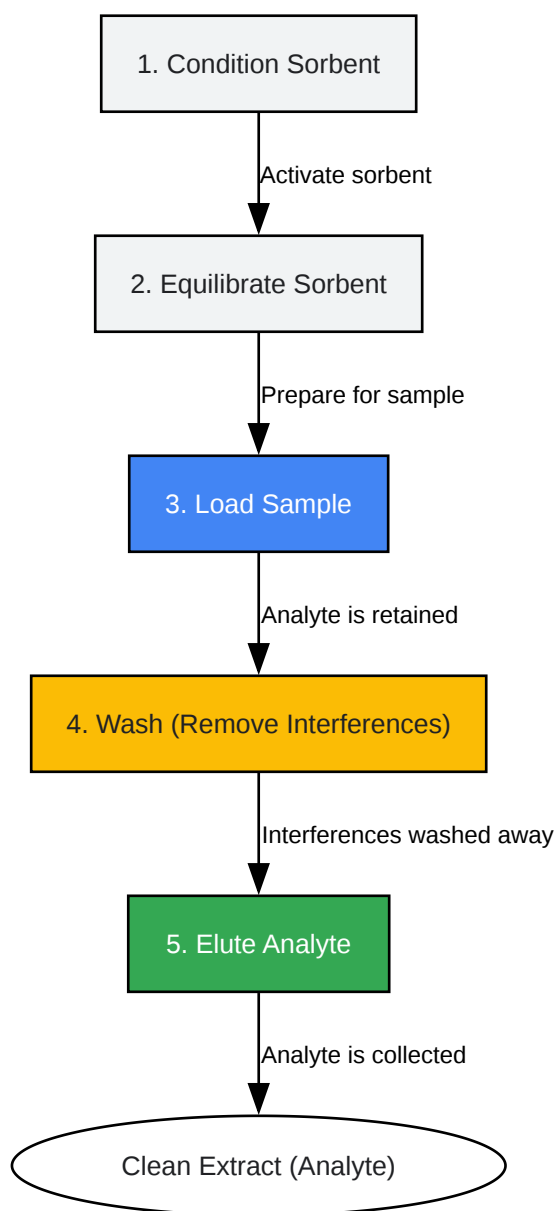 1. Condition Sorbent
Activate sorbent
2. Equilibrate Sorbent
Prepare for sample
3. Load Sample
Analyte is retained
4. Wash (Remove Interferences)
Interferences washed away
5. Elute Analyte
Analyte is collected
Clean Extract (Analyte)